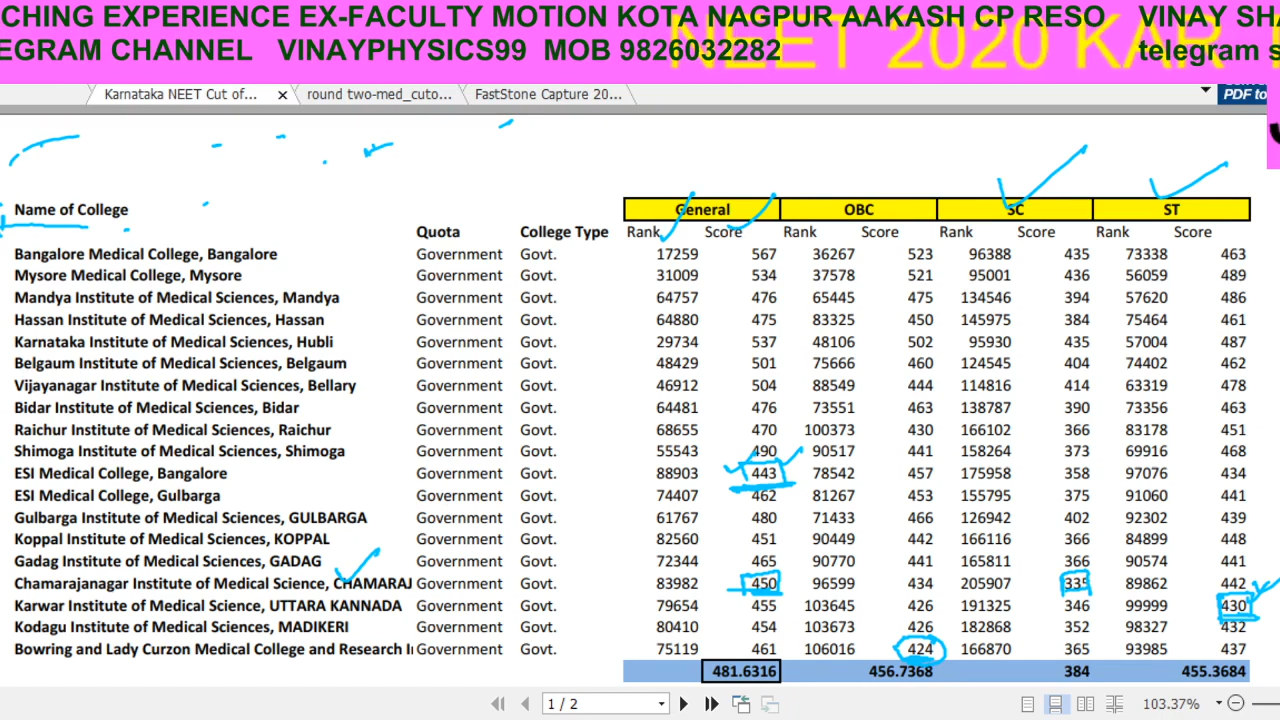 CHING EXPERIENCE EX-FACULTY MOTION KOTA NAGPUR AAKASH CP RESO VINAY SH
EGRAM CHANNEL VINAYPHYSICS99 MOB 9826032282 telegram s
NEET 2020 KAR
Karnataka NEET Cut of... × round two-med_cuto... FastStone Capture 20... PDF to
General OBC SC ST
Name of College Quota College Type Rank Score Rank Score Rank Score Rank Score
Bangalore Medical College, Bangalore Government Govt. 17259 567 36267 523 96388 435 73338 463
Mysore Medical College, Mysore Government Govt. 31009 534 37578 521 95001 436 56059 489
Mandya Institute of Medical Sciences, Mandya Government Govt. 64757 476 65445 475 134546 394 57620 486
Hassan Institute of Medical Sciences, Hassan Government Govt. 64880 475 83325 450 145975 384 75464 461
Karnataka Institute of Medical Sciences, Hubli Government Govt. 29734 537 48106 502 95930 435 57004 487
Belgaum Institute of Medical Sciences, Belgaum Government Govt. 48429 501 75666 460 124545 404 74402 462
Vijayanagar Institute of Medical Sciences, Bellary Government Govt. 46912 504 88549 444 114816 414 63319 478
Bidar Institute of Medical Sciences, Bidar Government Govt. 64481 476 73551 463 138787 390 73356 463
Raichur Institute of Medical Sciences, Raichur Government Govt. 68655 470 100373 430 166102 366 83178 451
Shimoga Institute of Medical Sciences, Shimoga Government Govt. 55543 490 90517 441 158264 373 69916 468
ESI Medical College, Bangalore Government Govt. 88903 443 78542 457 175958 358 97076 434
ESI Medical College, Gulbarga Government Govt. 74407 462 81267 453 155795 375 91060 441
Gulbarga Institute of Medical Sciences, GULBARGA Government Govt. 61767 480 71433 466 126942 402 92302 439
Koppal Institute of Medical Sciences, KOPPAL Government Govt. 82560 451 90449 442 166116 366 84899 448
Gadag Institute of Medical Sciences, GADAG Government Govt. 72344 465 90770 441 165811 366 90574 441
Chamarajanagar Institute of Medical Science, CHAMARAJ Government Govt. 83982 450 96599 434 205907 335 89862 442
Karwar Institute of Medical Science, UTTARA KANNADA Government Govt. 79654 455 103645 426 191325 346 99999 430
Kodagu Institute of Medical Sciences, MADIKERI Government Govt. 80410 454 103673 426 182868 352 98327 432
Bowring and Lady Curzon Medical College and Research I Government Govt. 75119 461 106016 424 166870 365 93985 437
481.6316 456.7368 384 455.3684
1 / 2 103.37%